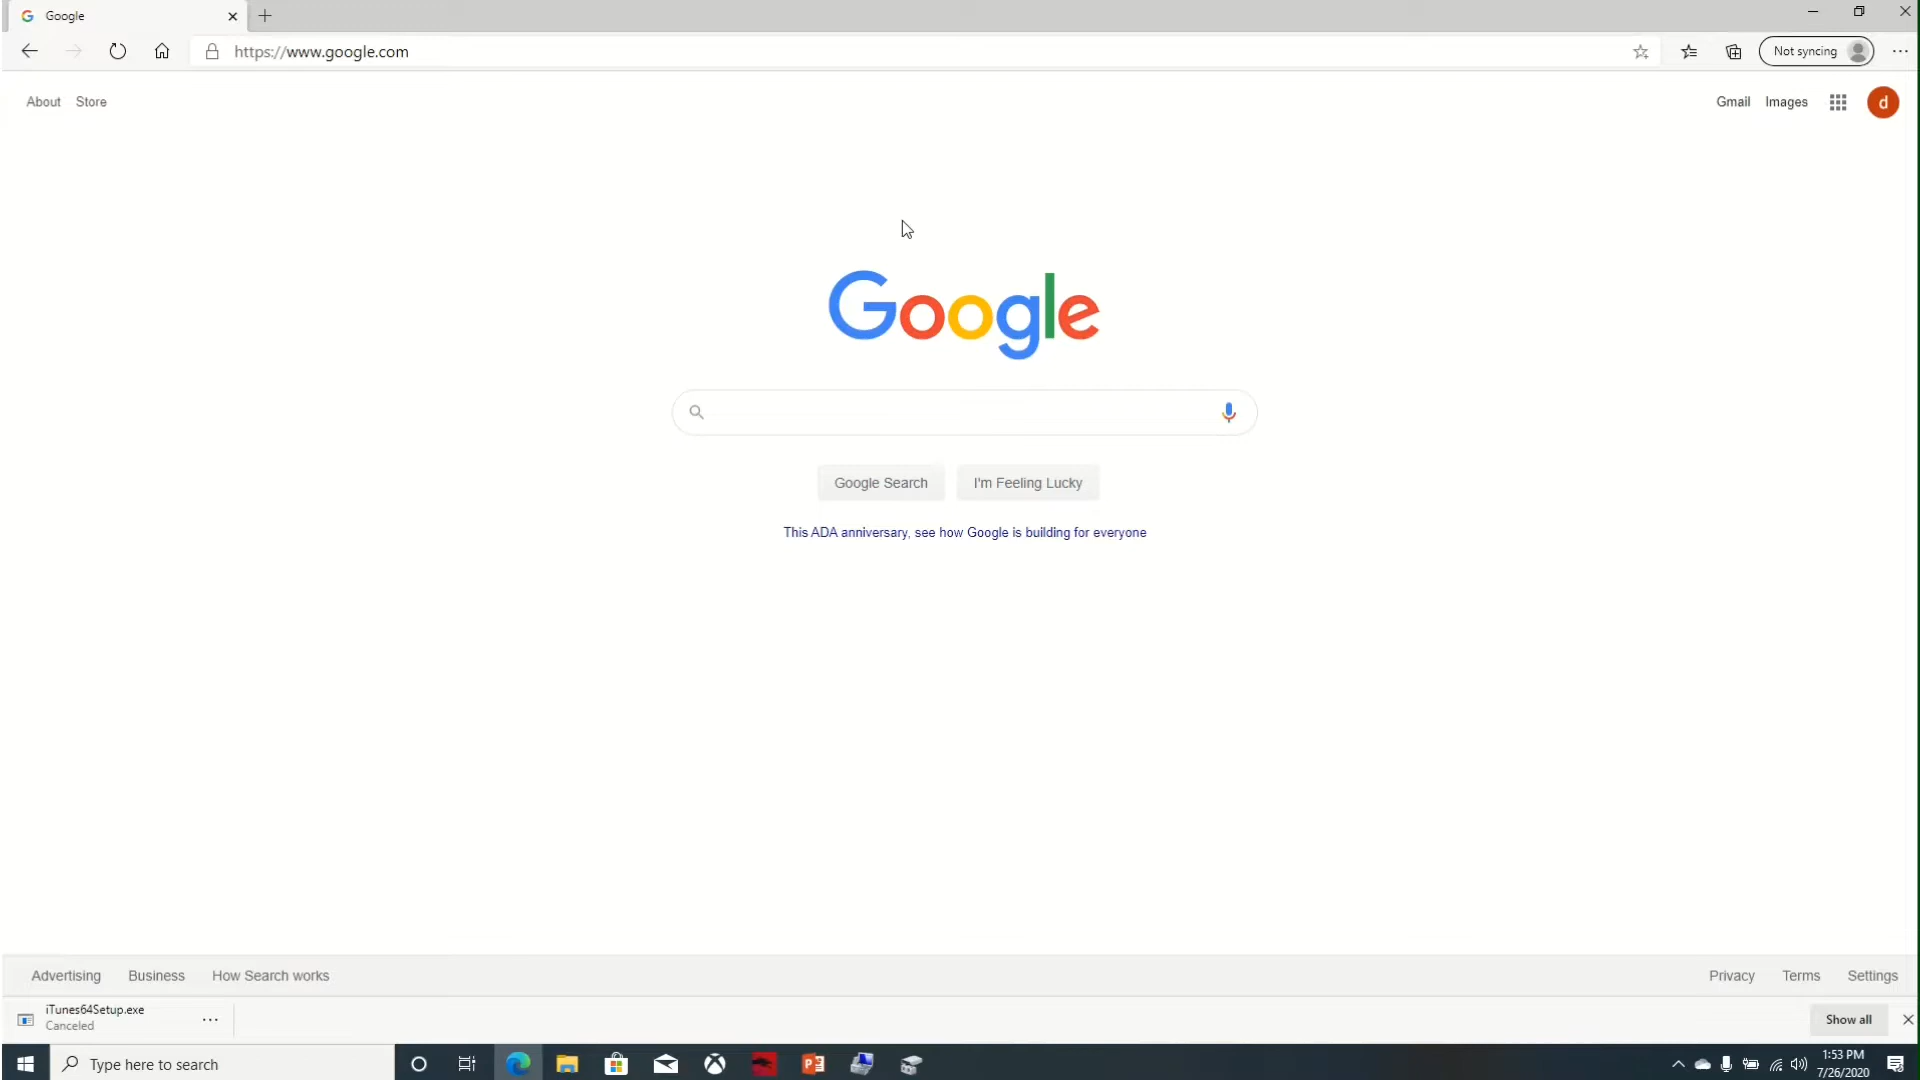 Google
https://www.google.com
Not syncing
About Store
Gmail Images
d
Google
Google Search
I'm Feeling Lucky
This ADA anniversary, see how Google is building for everyone
Advertising Business How Search works
Privacy Terms Settings
iTunes64Setup.exe
Canceled
Show all
Type here to search
1:53 PM
7/26/2020